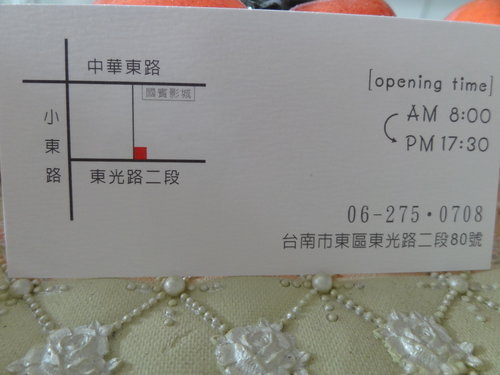 中華東路
國賓影城
小東路
東光路二段
[opening time]
AM 8:00
PM 17:30
06-275·0708
台南市東區東光路二段80號